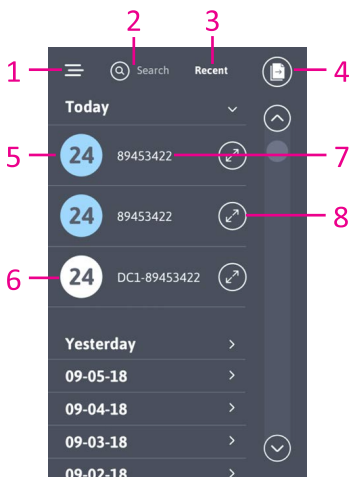 2 3
1 Search Recent 4
Today
5 24 89453422 7
24 89453422 8
6 24 DC1-89453422
Yesterday
09-05-18
09-04-18
09-03-18
09-02-18